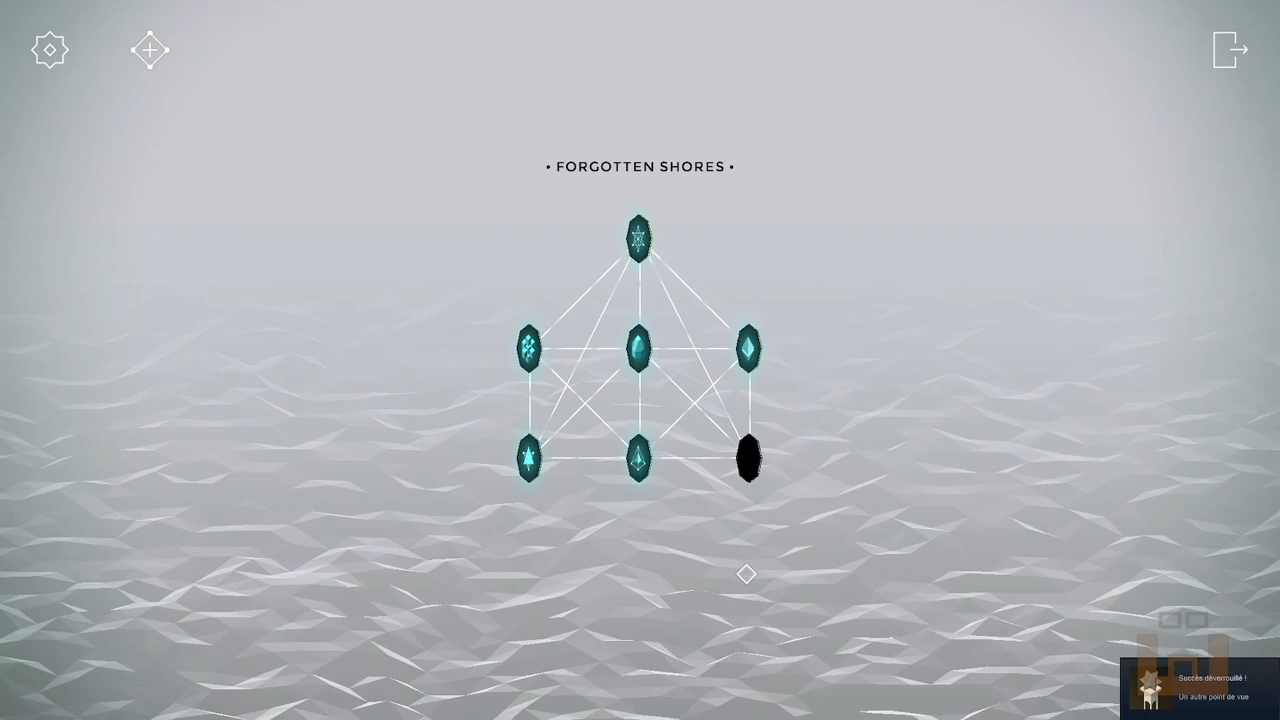 • FORGOTTEN SHORES •
Succès déverrouillé !
Un autre point de vue